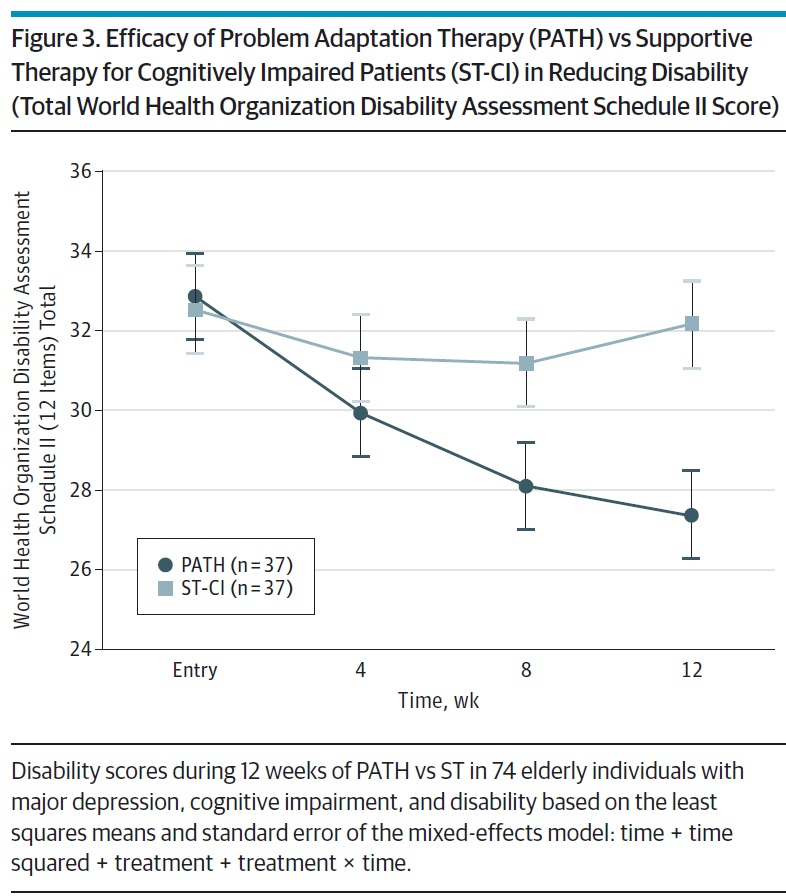 Figure 3. Efficacy of Problem Adaptation Therapy (PATH) vs Supportive
Therapy for Cognitively Impaired Patients (ST-CI) in Reducing Disability
(Total World Health Organization Disability Assessment Schedule II Score)
World Health Organization Disability Assessment
Schedule II (12 Items) Total
36
34
32
30
28
26
24
PATH (n=37)
ST-CI (n=37)
Entry
4
8
12
Time, wk
Disability scores during 12 weeks of PATH vs ST in 74 elderly individuals with
major depression, cognitive impairment, and disability based on the least
squares means and standard error of the mixed-effects model: time + time
squared + treatment + treatment × time.